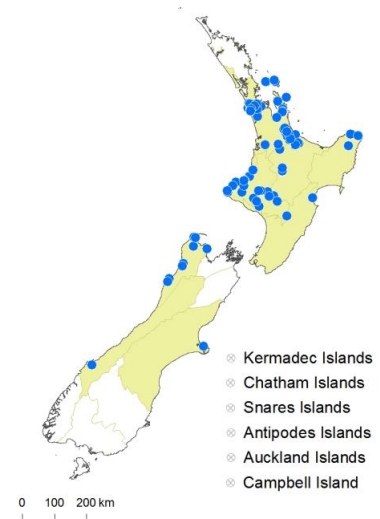 Kermadec Islands
Chatham Islands
Snares Islands
Antipodes Islands
Auckland Islands
Campbell Island
0 100 200 km